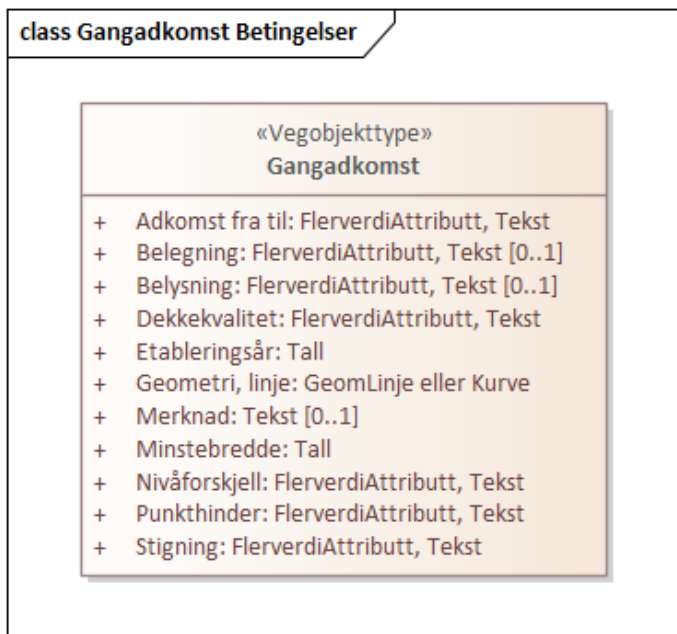 class Gangadkomst Betingelser
«Vegobjekttype»
Gangadkomst
+ Adkomst fra til: FlerverdiAttributt, Tekst
+ Belegning: FlerverdiAttributt, Tekst [0..1]
+ Belysning: FlerverdiAttributt, Tekst [0..1]
+ Dekkekvalitet: FlerverdiAttributt, Tekst
+ Etableringsår: Tall
+ Geometri, linje: GeomLinje eller Kurve
+ Merknad: Tekst [0..1]
+ Minstebredde: Tall
+ Nivåforskjell: FlerverdiAttributt, Tekst
+ Punkthinder: FlerverdiAttributt, Tekst
+ Stigning: FlerverdiAttributt, Tekst